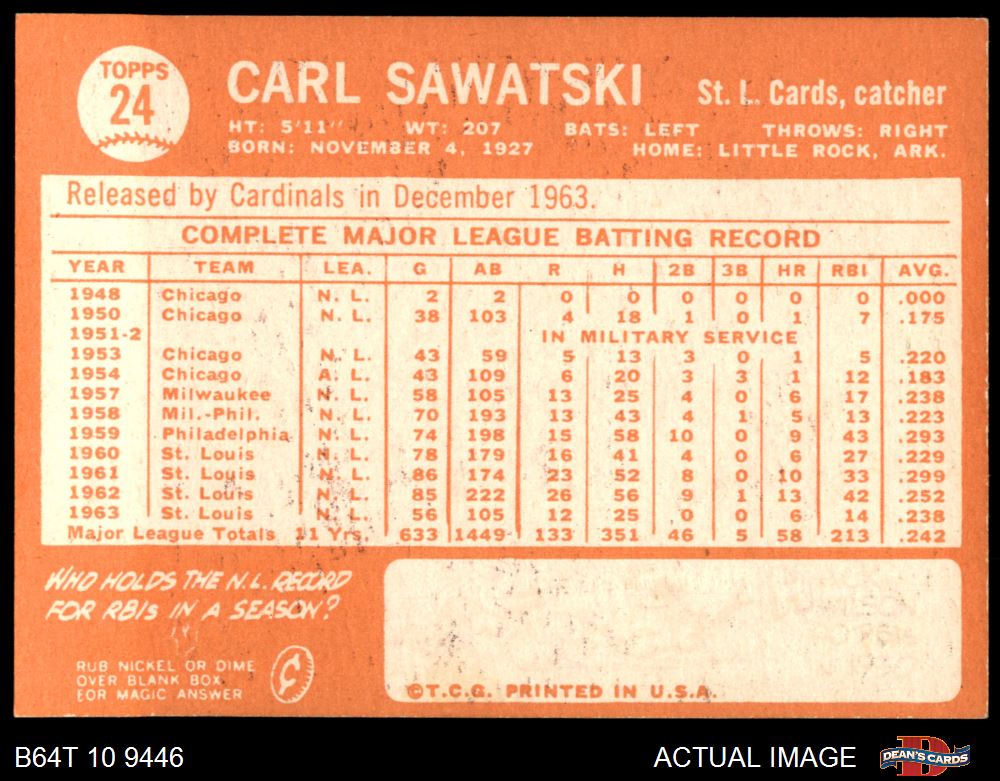 TOPPS
24
CARL SAWATSKI St. L. Cards, catcher
HT: 5'11" WT: 207 BATS: LEFT THROWS: RIGHT
BORN: NOVEMBER 4, 1927 HOME: LITTLE ROCK, ARK.
Released by Cardinals in December 1963.
COMPLETE MAJOR LEAGUE BATTING RECORD
YEAR TEAM LEA. G AB R H 2B 3B HR RBI AVG.
1948 Chicago N. L. 2 2 0 0 0 0 0 0 .000
1950 Chicago N. L. 38 103 4 18 1 0 1 7 .175
1951-2 IN MILITARY SERVICE
1953 Chicago N. L. 43 59 5 13 3 0 1 5 .220
1954 Chicago A. L. 43 109 6 20 3 3 1 12 .183
1957 Milwaukee N. L. 58 105 13 25 4 0 6 17 .238
1958 Mil.-Phil. N. L. 70 193 13 43 4 1 5 13 .223
1959 Philadelphia N. L. 74 198 15 58 10 0 9 43 .293
1960 St. Louis N. L. 78 179 16 41 4 0 6 27 .229
1961 St. Louis N. L. 86 174 23 52 8 0 10 33 .299
1962 St. Louis N. L. 85 222 26 56 9 1 13 42 .252
1963 St. Louis N. L. 56 105 12 25 0 0 6 14 .238
Major League Totals 11 Yrs. 633 1449 133 351 46 5 58 213 .242
WHO HOLDS THE N.L. RECORD
FOR RBIs IN A SEASON?
RUB NICKEL OR DIME
OVER BLANK BOX
FOR MAGIC ANSWER
¢
©T.C.G. PRINTED IN U.S.A.
B64T 10 9446 ACTUAL IMAGE
DEAN'S CARDS